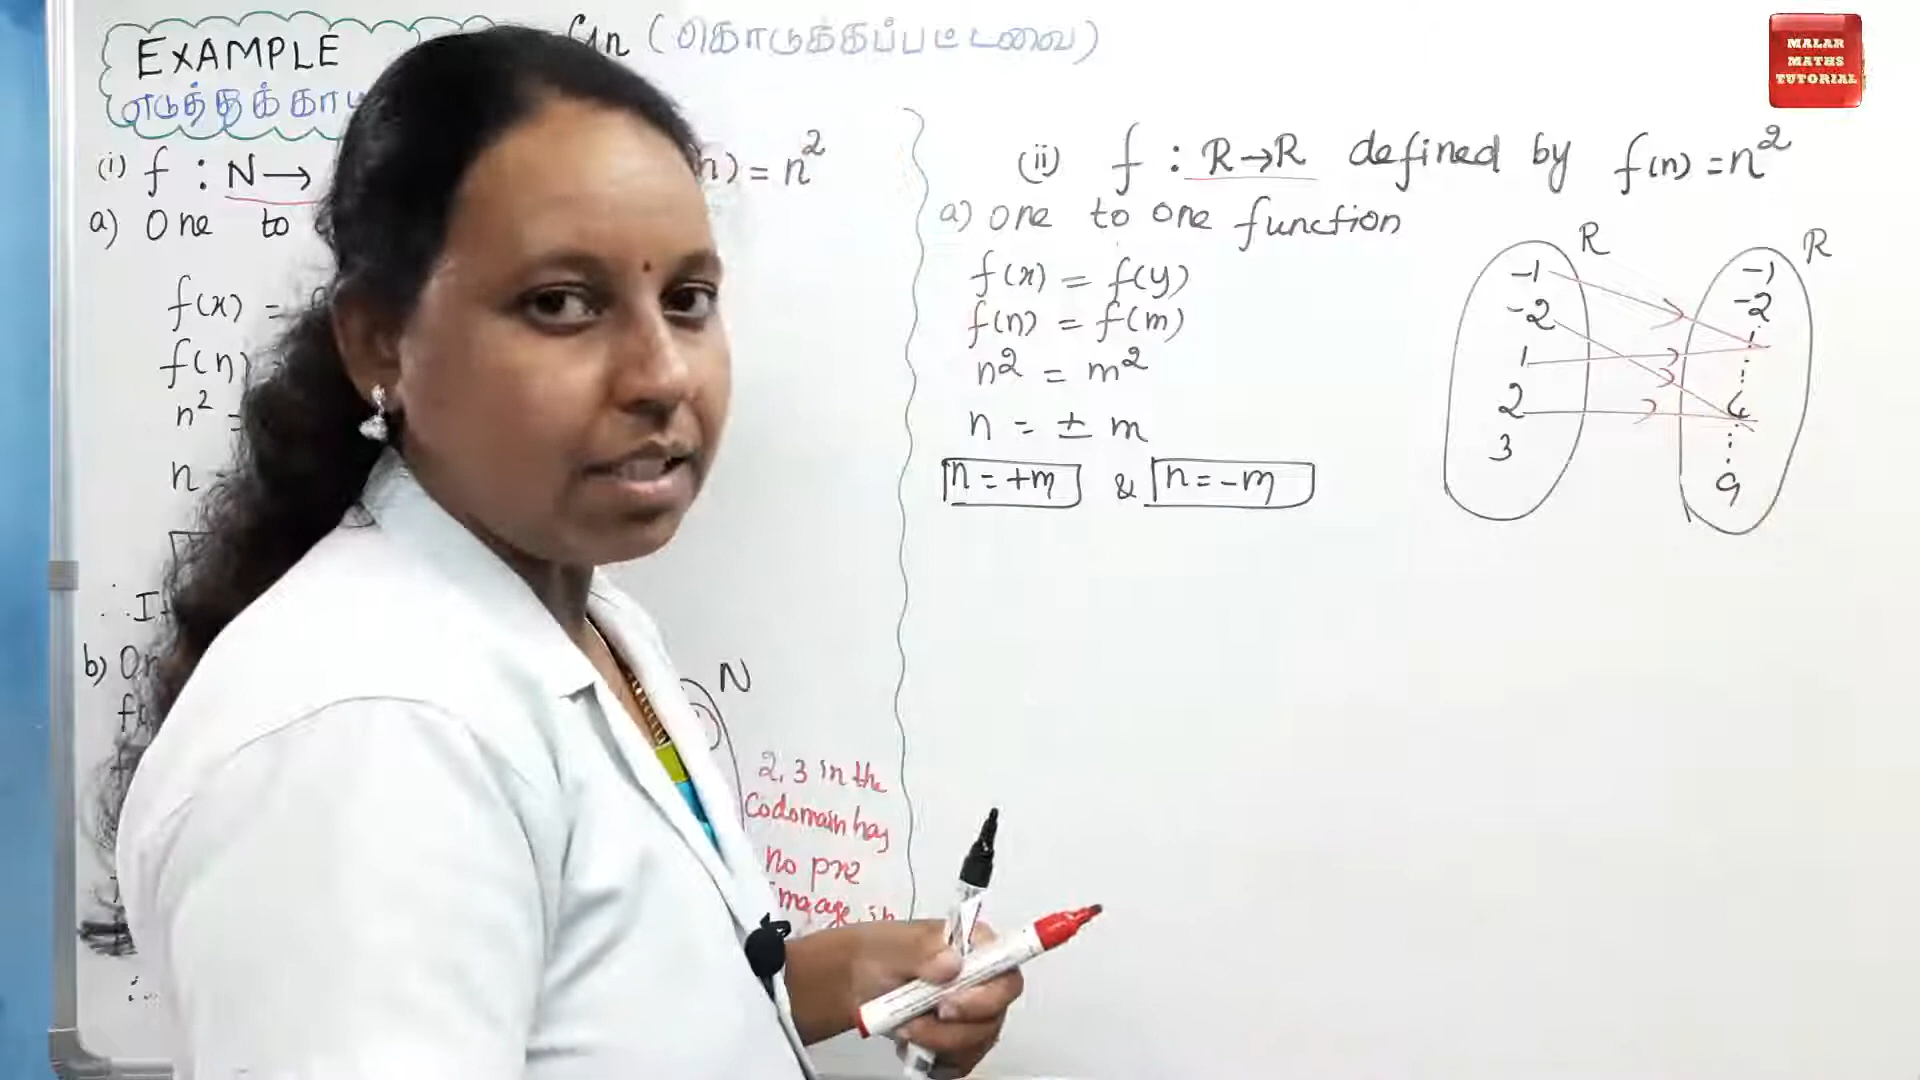 EXAMPLE
Gn (கொடுக்கப்பட்டவை)
(i) f : N→
n) = n²
a) One to
f(x) =
f(n)
n²
n
b)
N
2, 3 in the
Codomain has
no pre
image in
(ii) f : R→R defined by f(n) = n²
a) one to one function
f(x) = f(y)
f(n) = f(m)
n² = m²
n = ± m
n = +m & n = -m
R
-1
-2
1
2
3
R
-1
-2
1
⋮
4
⋮
9
MALAR
MATHS
TUTORIAL